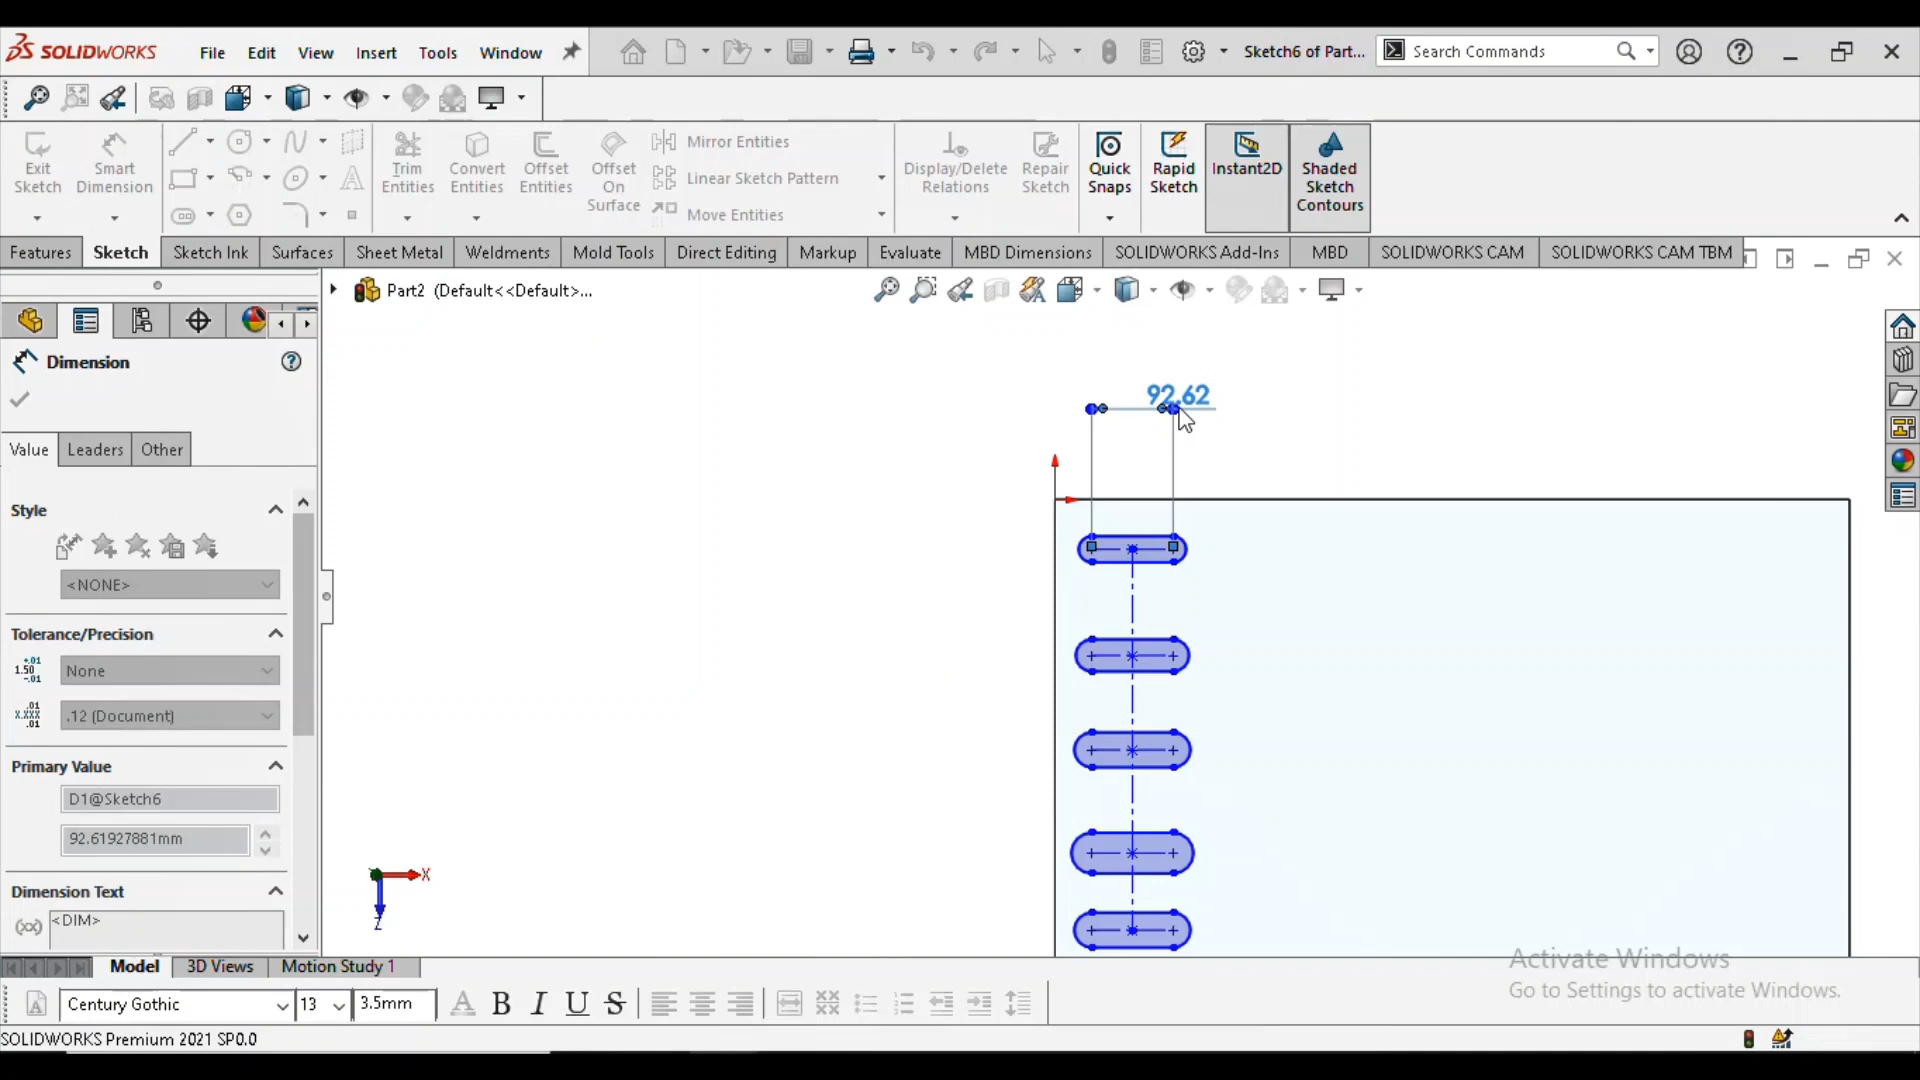 SOLIDWORKS File Edit View Insert Tools Window Sketch6 of Part... Search Commands
Exit Sketch
Smart Dimension
Trim Entities
Convert Entities
Offset Entities
Offset On Surface
Mirror Entities
Linear Sketch Pattern
Move Entities
Display/Delete Relations
Repair Sketch
Quick Snaps
Rapid Sketch
Instant2D
Shaded Sketch Contours
Features Sketch Sketch Ink Surfaces Sheet Metal Weldments Mold Tools Direct Editing Markup Evaluate MBD Dimensions SOLIDWORKS Add-Ins MBD SOLIDWORKS CAM SOLIDWORKS CAM TBM
Part2 (Default<<Default>...
Dimension
Value Leaders Other
Style
<NONE>
Tolerance/Precision
None
.12 (Document)
Primary Value
D1@Sketch6
92.61927881mm
Dimension Text
<DIM>
92.62
X
Z
Activate Windows
Go to Settings to activate Windows.
Model 3D Views Motion Study 1
Century Gothic 13 3.5mm A B I U S
SOLIDWORKS Premium 2021 SP0.0